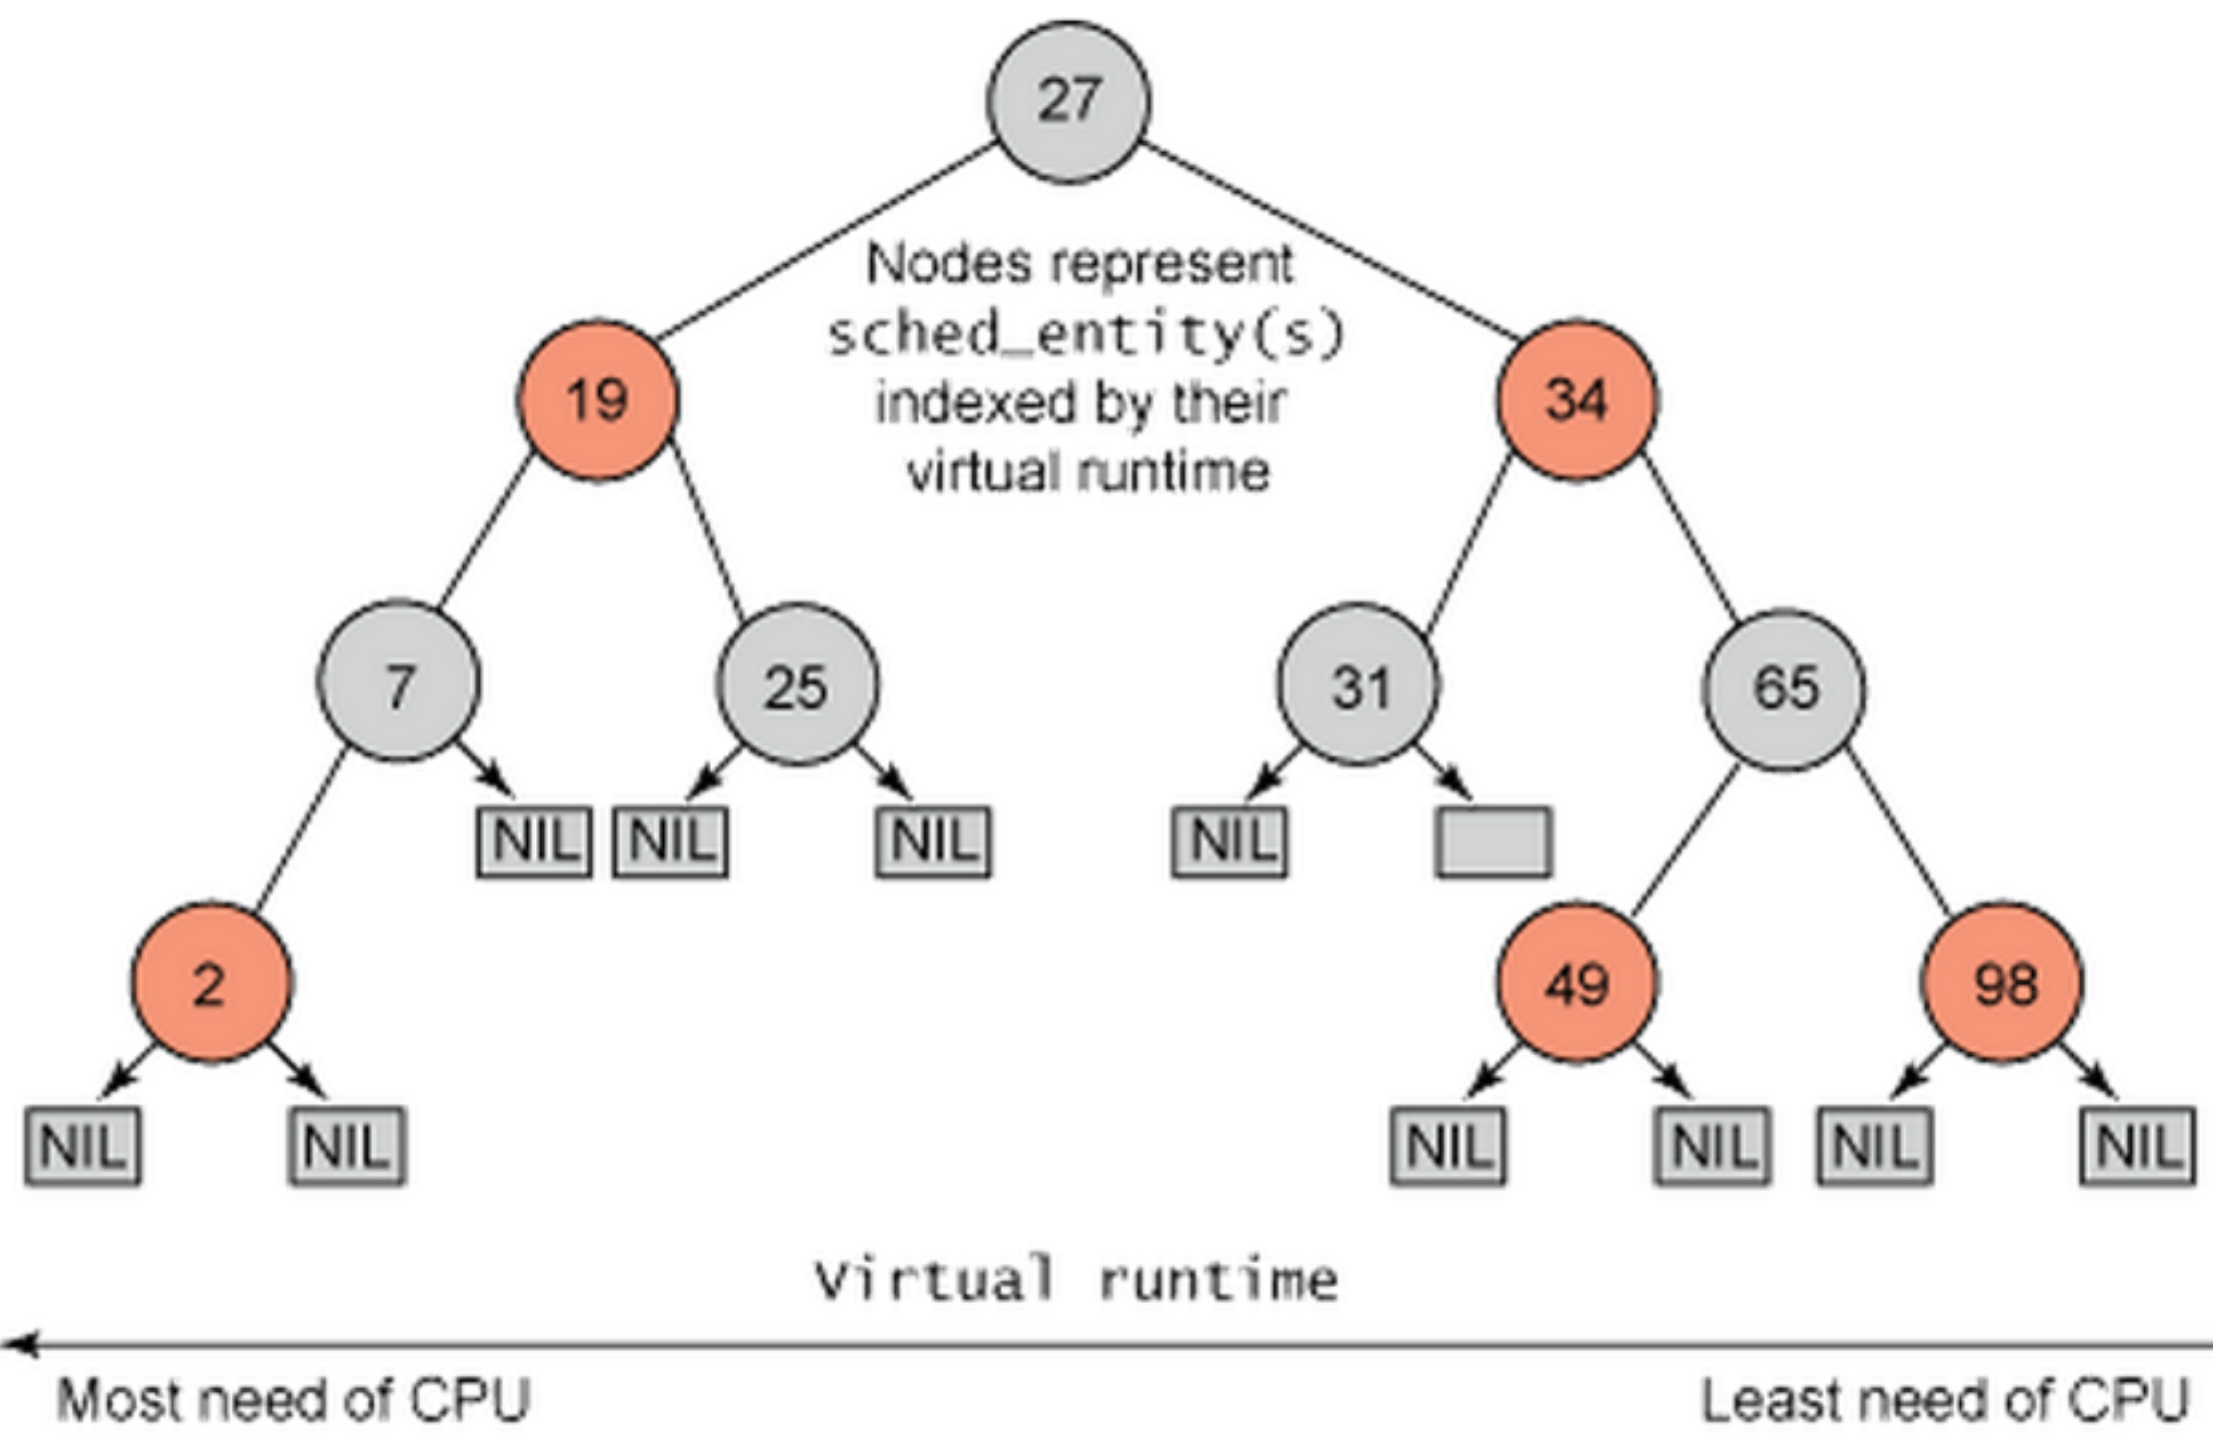 27
Nodes represent
sched_entity(s)
indexed by their
virtual runtime
19
34
7
25
31
65
NIL
NIL
NIL
NIL
2
49
98
NIL
NIL
NIL
NIL
NIL
NIL
Virtual runtime
Most need of CPU
Least need of CPU